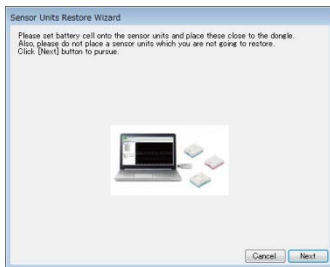 Sensor Units Restore Wizard
Please set battery cell onto the sensor units and place these close to the dongle.
Also, please do not place a sensor units which you are not going to restore.
Click [Next] button to pursue.
Cancel Next